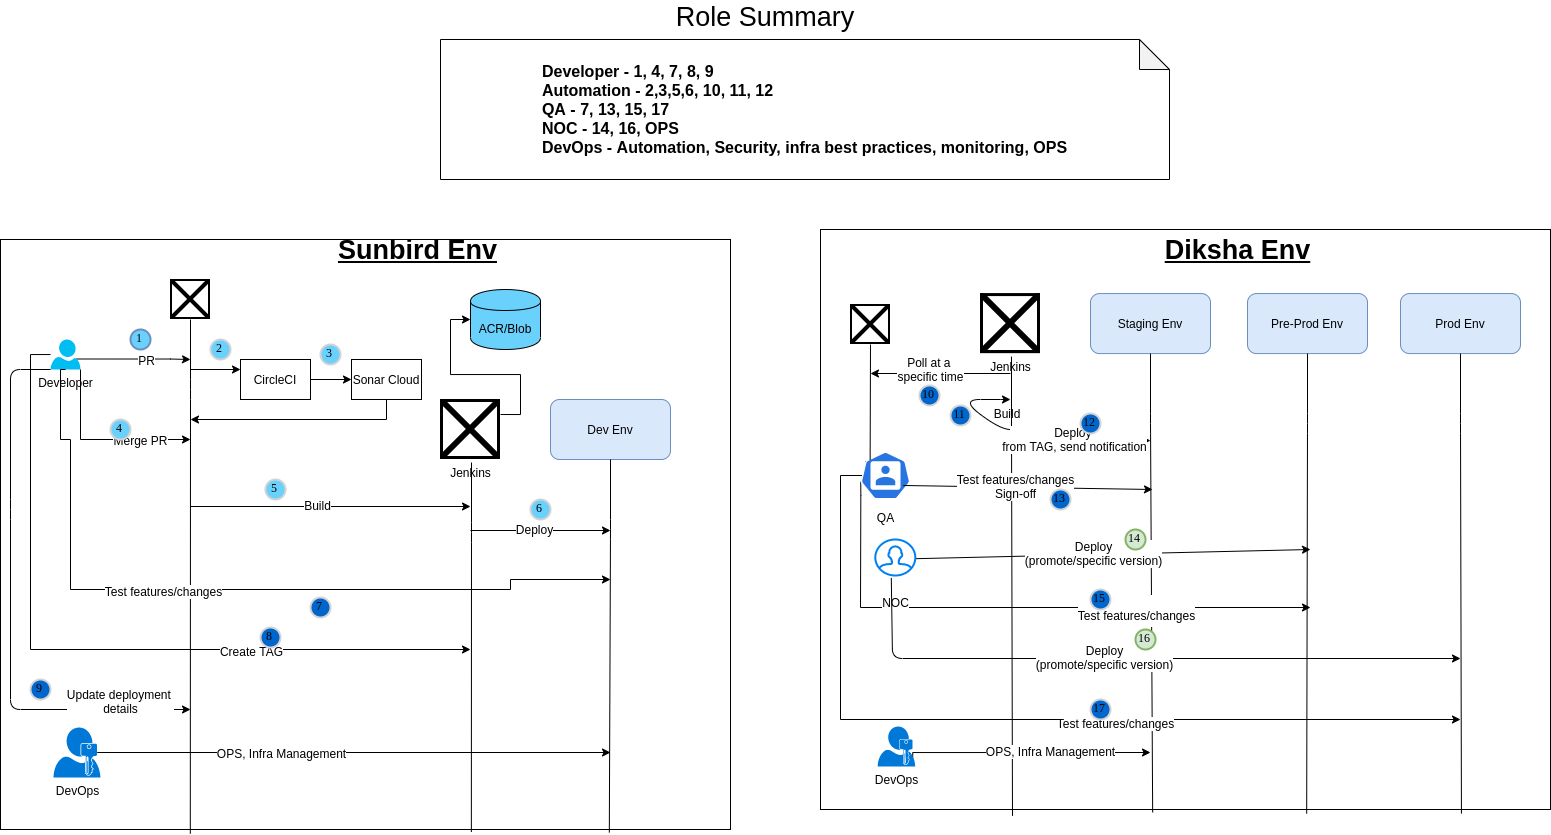 Role Summary
Developer - 1, 4, 7, 8, 9
Automation - 2,3,5,6, 10, 11, 12
QA - 7, 13, 15, 17
NOC - 14, 16, OPS
DevOps - Automation, Security, infra best practices, monitoring, OPS
Sunbird Env
ACR/Blob
1
2
3
PR
Developer
CircleCI
Sonar Cloud
4
Merge PR
Dev Env
Jenkins
5
Build
6
Deploy
Test features/changes
7
8
Create TAG
9
Update deployment
details
OPS, Infra Management
DevOps
Diksha Env
Staging Env
Pre-Prod Env
Prod Env
Jenkins
Poll at a
specific time
10
11
Build
12
Deploy
from TAG, send notification
Test features/changes
Sign-off
13
QA
14
Deploy
(promote/specific version)
NOC
15
Test features/changes
16
Deploy
(promote/specific version)
17
Test features/changes
OPS, Infra Management
DevOps